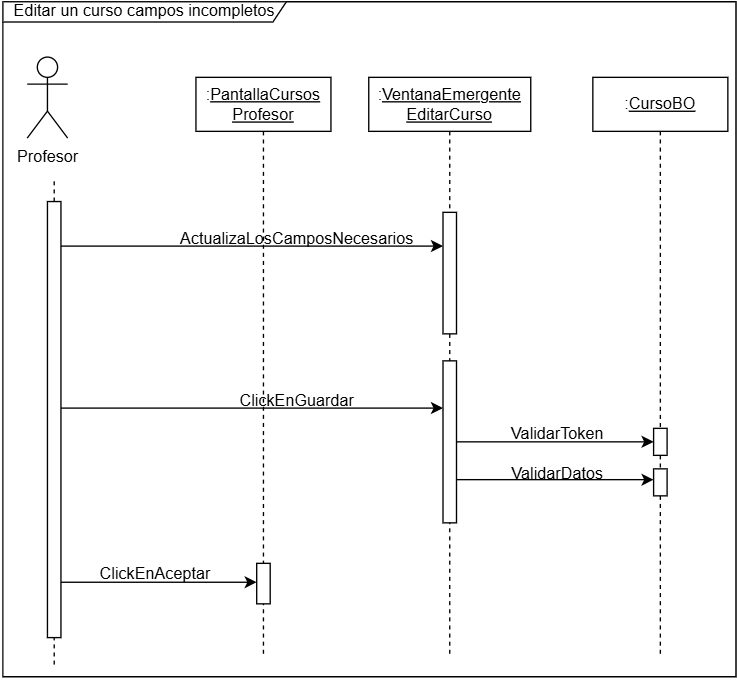 Editar un curso campos incompletos
:PantallaCursos
Profesor
:VentanaEmergente
EditarCurso
:CursoBO
Profesor
ActualizaLosCamposNecesarios
ClickEnGuardar
ValidarToken
ValidarDatos
ClickEnAceptar